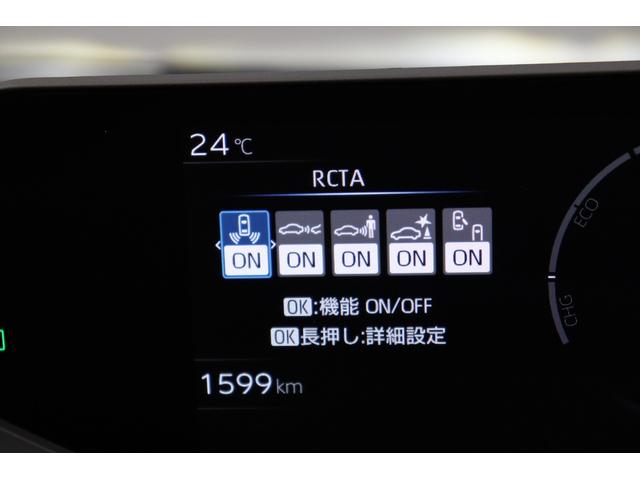 24℃
RCTA
ON ON ON ON ON
OK:機能 ON/OFF
OK長押し:詳細設定
1599km
ECO
CHG